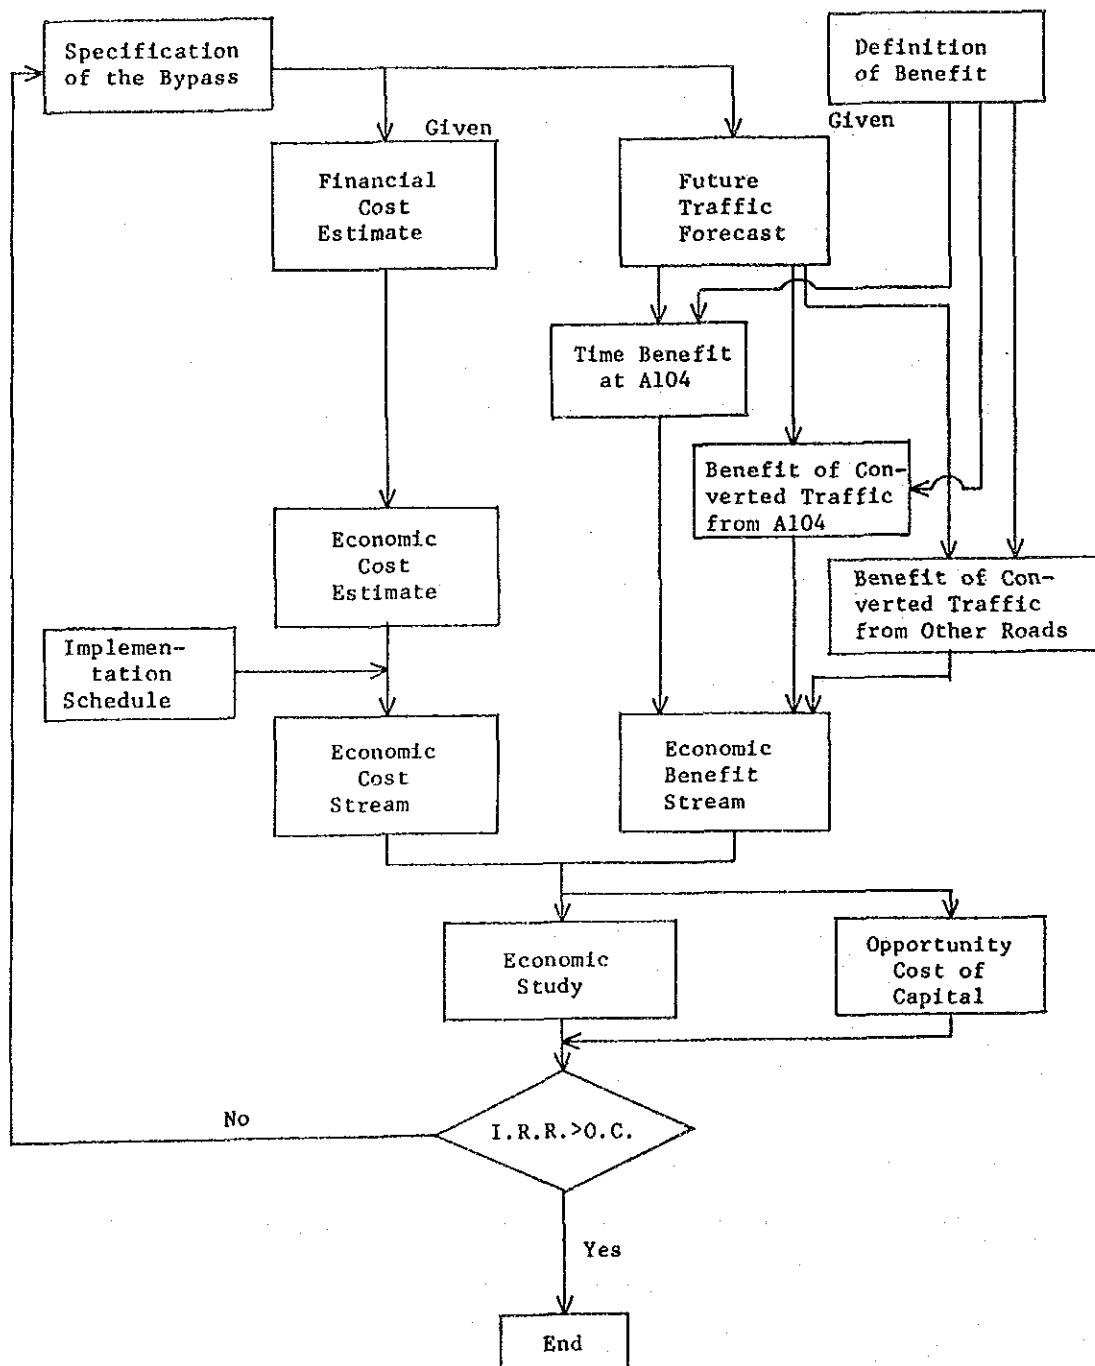 Specification
of the Bypass
Definition
of Benefit
Given
Given
Financial
Cost
Estimate
Future
Traffic
Forecast
Time Benefit
at A104
Benefit of Con-
verted Traffic
from A104
Economic
Cost
Estimate
Benefit of Con-
verted Traffic
from Other Roads
Implemen-
tation
Schedule
Economic
Cost
Stream
Economic
Benefit
Stream
Economic
Study
Opportunity
Cost of
Capital
No
I.R.R.>O.C.
Yes
End